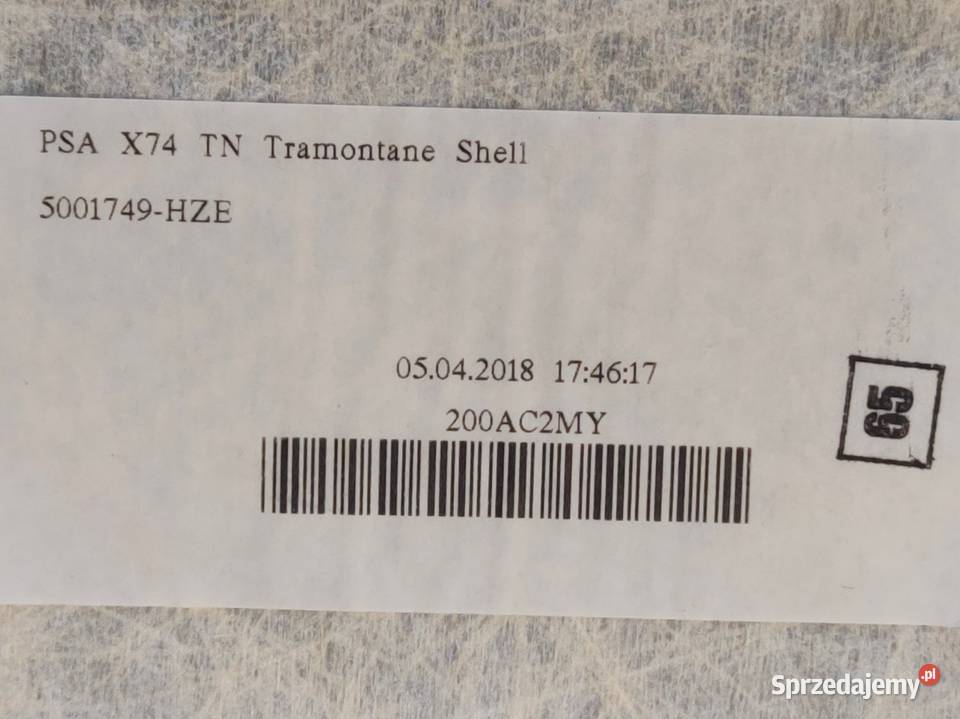 PSA X74 TN Tramontane Shell
5001749-HZE
05.04.2018 17:46:17
200AC2MY
65
Sprzedajemy.pl